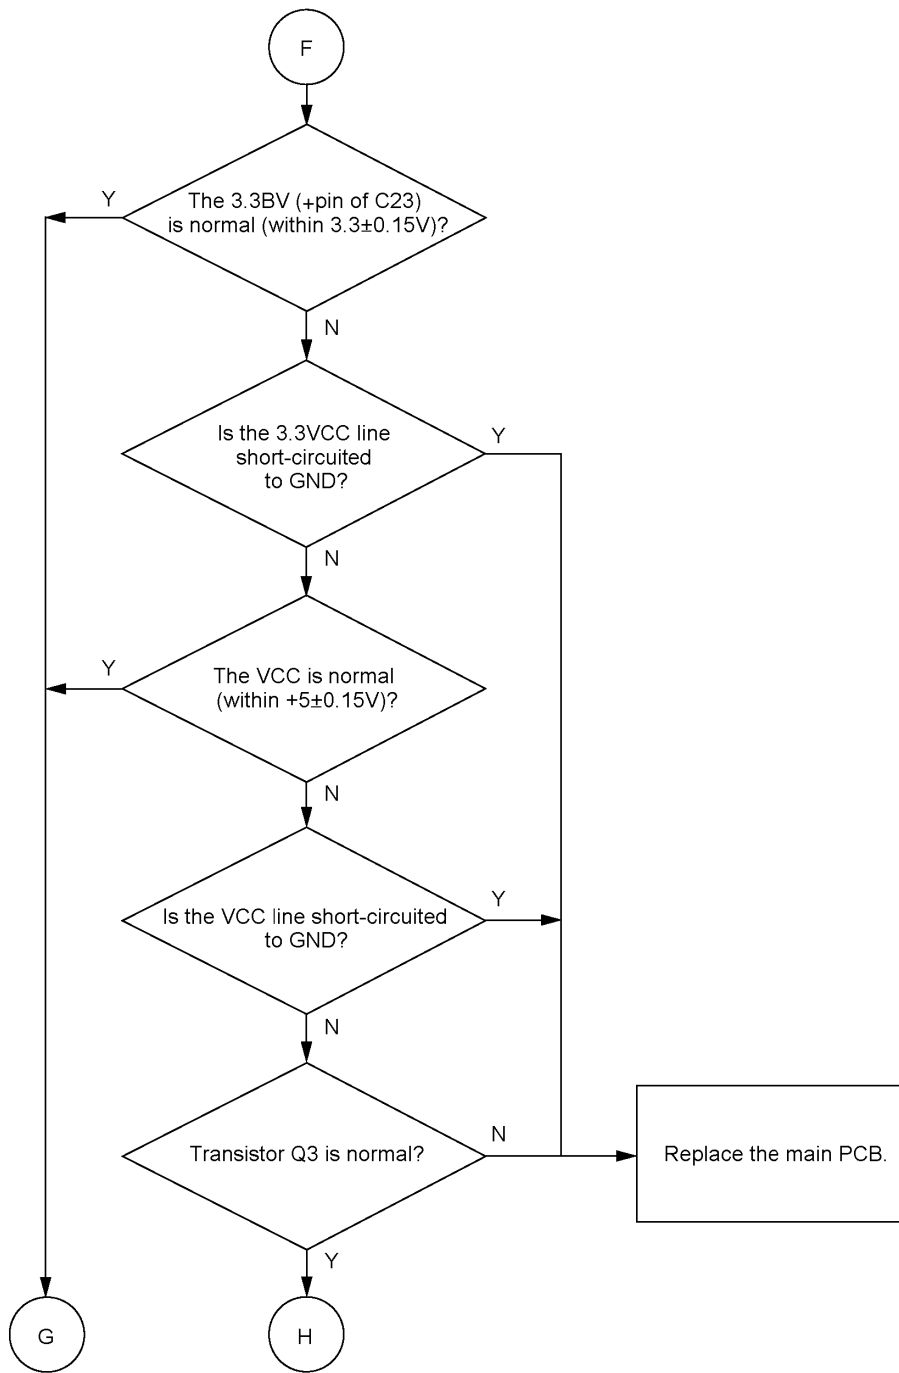 F
The 3.3BV (+pin of C23)
is normal (within 3.3±0.15V)?
Y
N
Is the 3.3VCC line
short-circuited
to GND?
Y
N
The VCC is normal
(within +5±0.15V)?
Y
N
Is the VCC line short-circuited
to GND?
Y
N
Transistor Q3 is normal?
N
Replace the main PCB.
Y
G
H